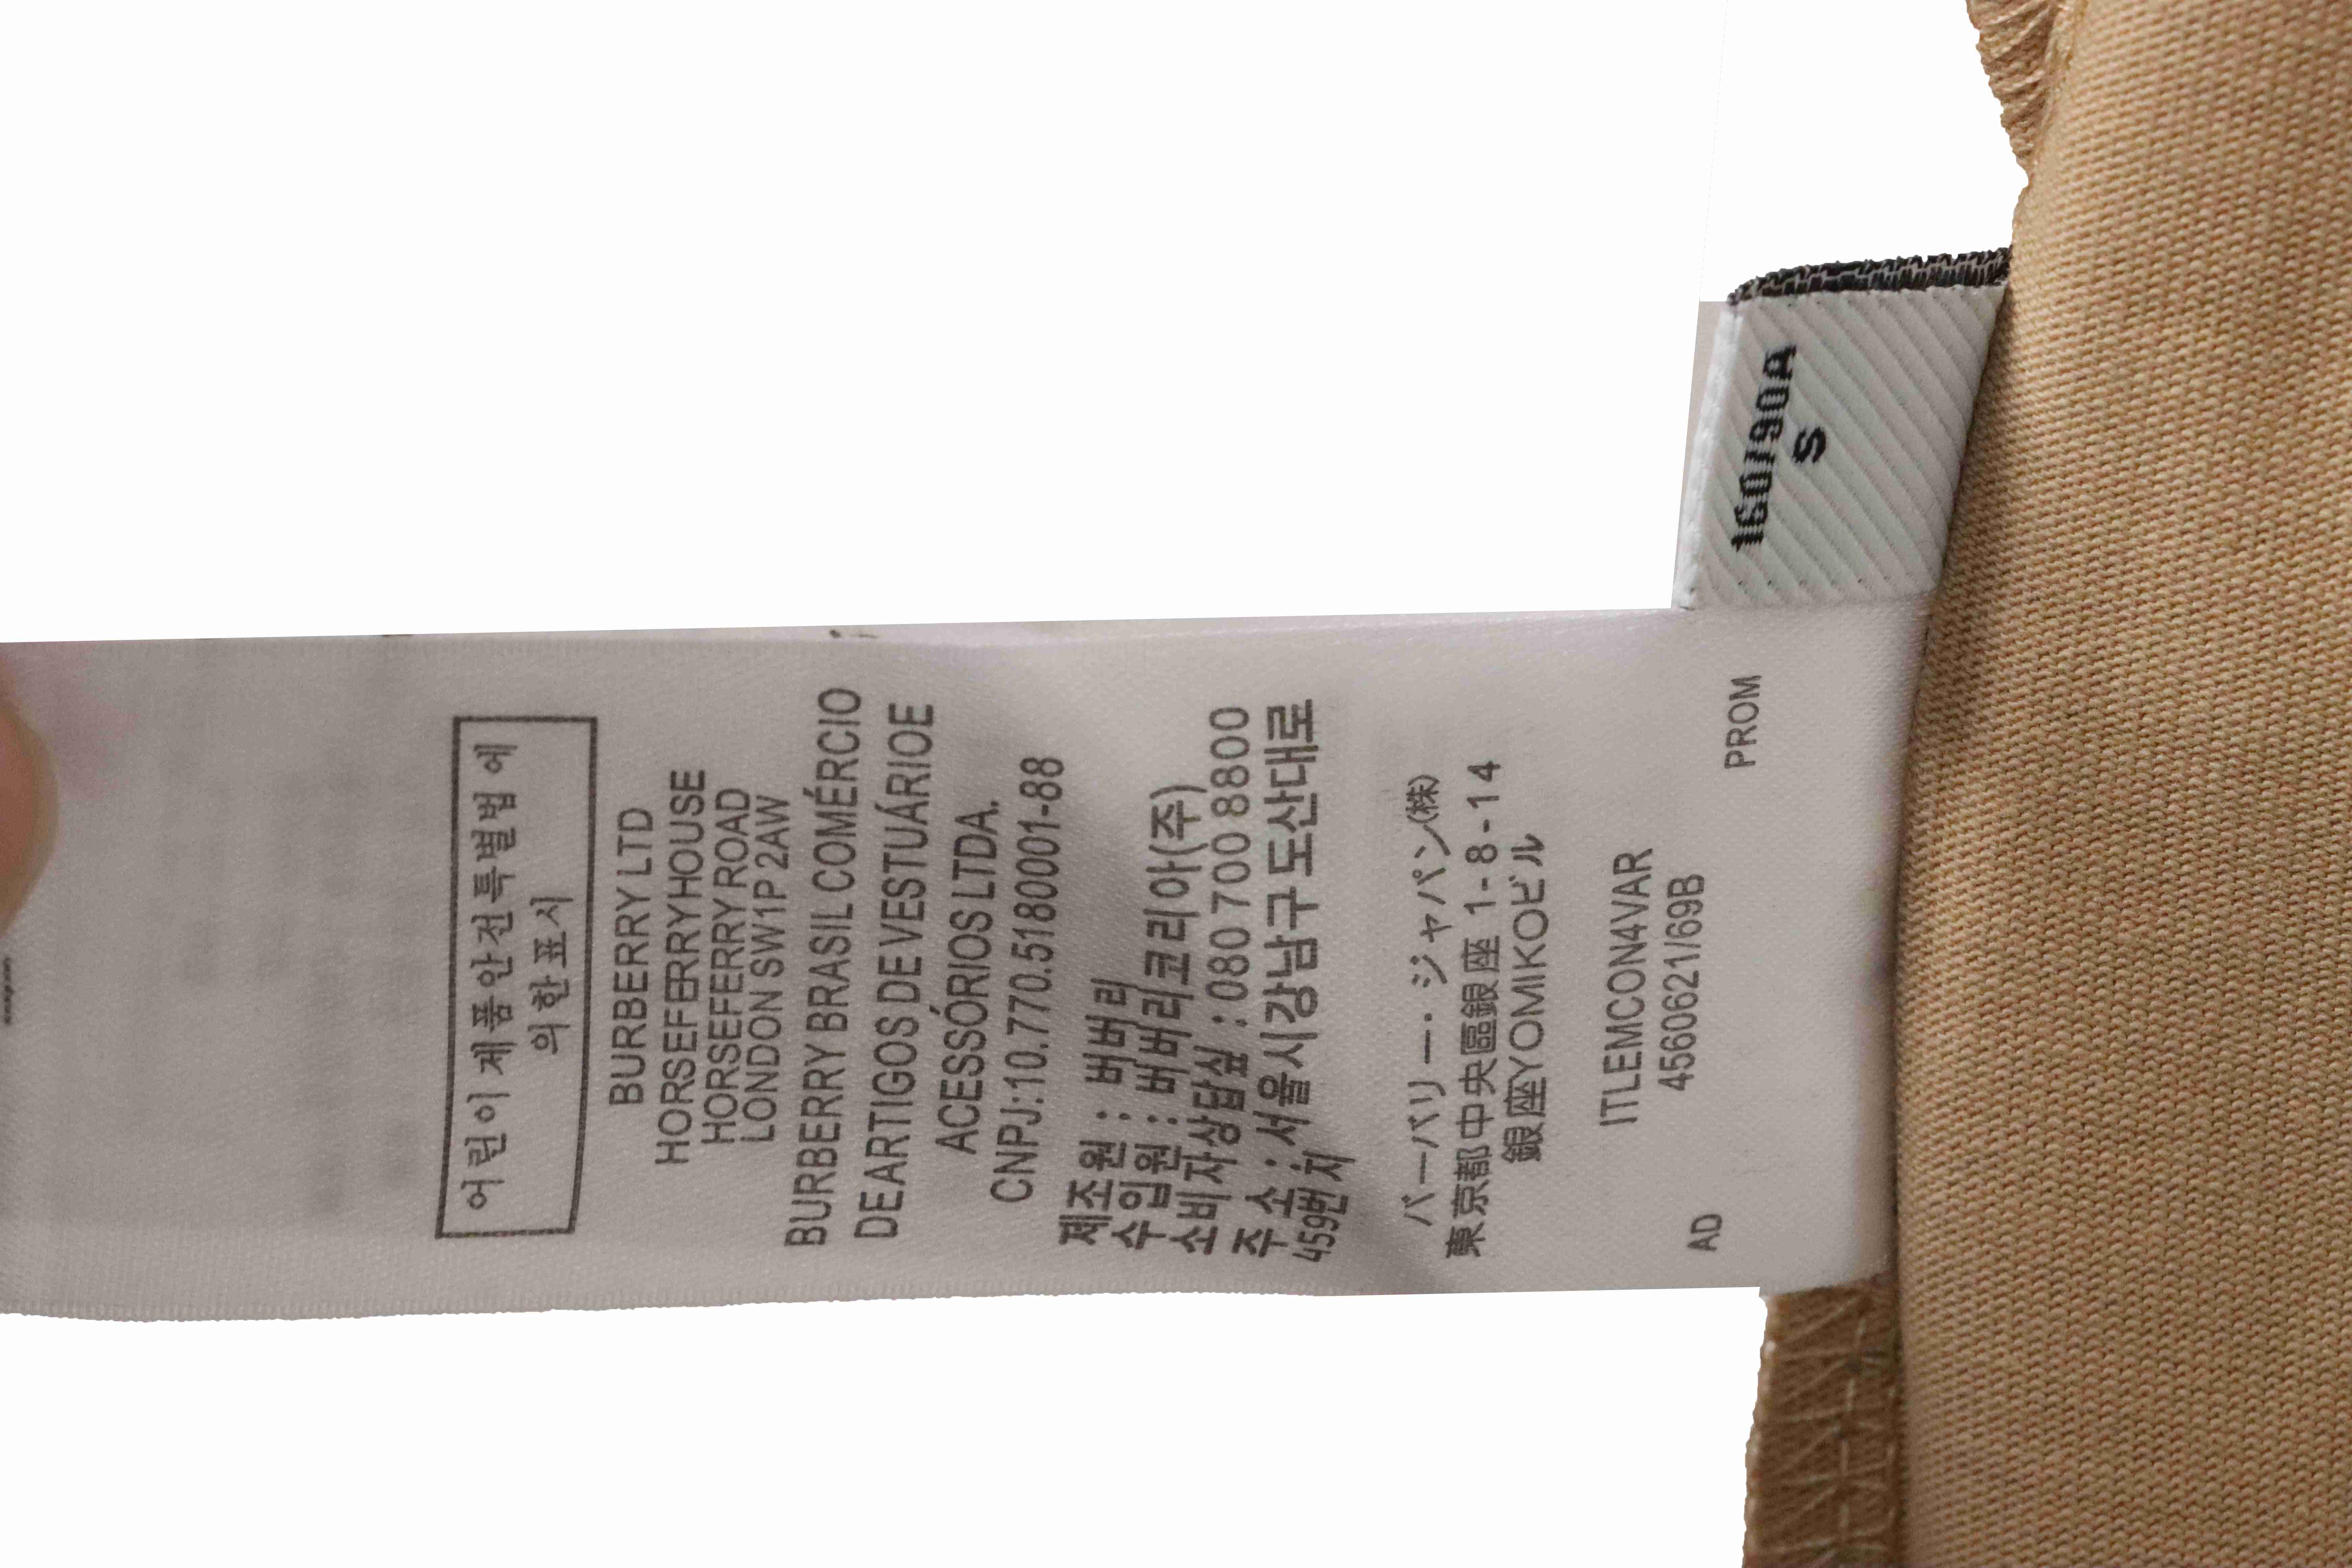 어린이 제품안전특별법 에
의한표시
BURBERRY LTD
HORSEFERRY HOUSE
HORSEFERRY ROAD
LONDON SW1P 2AW
BURBERRY BRASIL COMÉRCIO
DE ARTIGOS DE VESTUÁRIO E
ACESSÓRIOS LTDA.
CNPJ:10.770.5180001-88
제조원 : 버버리
수입원 : 버버리코리아(주)
소비자상담실 : 080 700 8800
주 소 : 서울시강남구 도산대로
459번지
バーバリー・ジャパン(株)
東京都中央區銀座 1-8-14
銀座YOMIKOビル
ITLEMCON4VAR
4560621/69B
AD PROM
160/90A
S